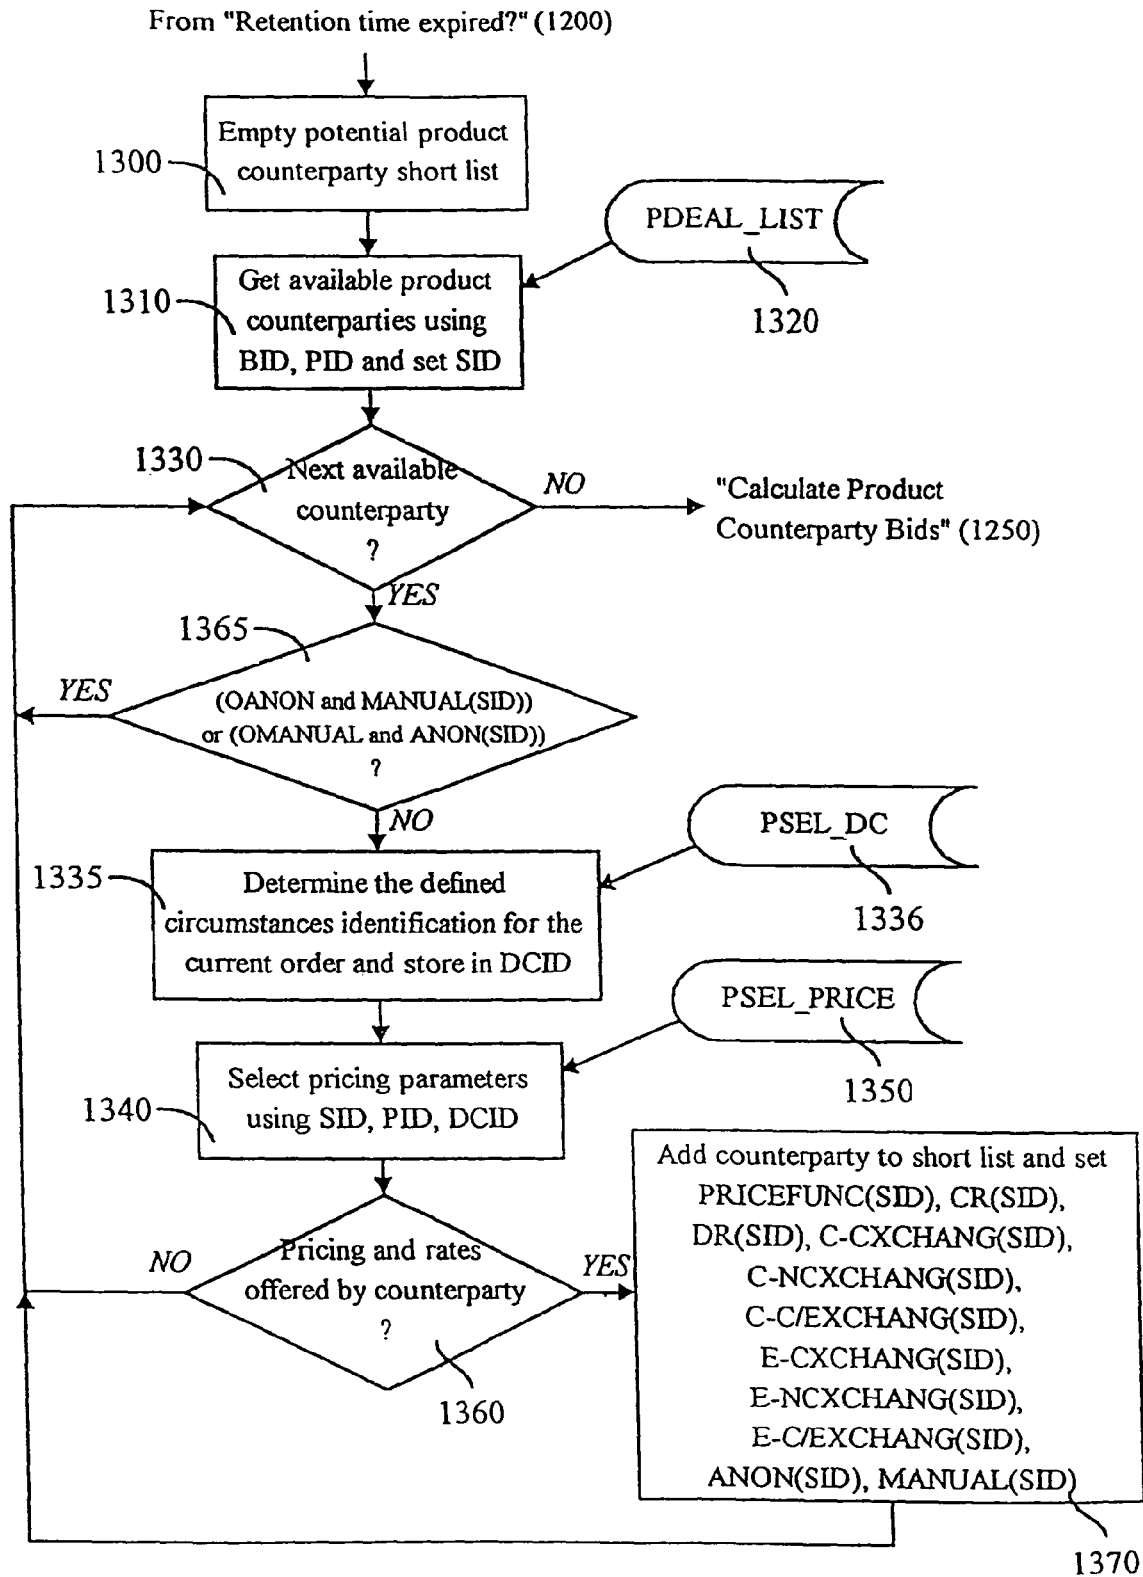 From "Retention time expired?" (1200)
Empty potential product
counterparty short list
1300
PDEAL_LIST
1320
Get available product
counterparties using
BID, PID and set SID
1310
1330
Next available
counterparty
?
NO
"Calculate Product
Counterparty Bids" (1250)
YES
1365
YES
(OANON and MANUAL(SID))
or (OMANUAL and ANON(SID))
?
NO
PSEL_DC
1336
1335
Determine the defined
circumstances identification for the
current order and store in DCID
PSEL_PRICE
1350
Select pricing parameters
using SID, PID, DCID
1340
NO
Pricing and rates
offered by counterparty
?
YES
1360
Add counterparty to short list and set
PRICEFUNC(SID), CR(SID),
DR(SID), C-CXCHANG(SID),
C-NCXCHANG(SID),
C-C/EXCHANG(SID),
E-CXCHANG(SID),
E-NCXCHANG(SID),
E-C/EXCHANG(SID),
ANON(SID), MANUAL(SID)
1370